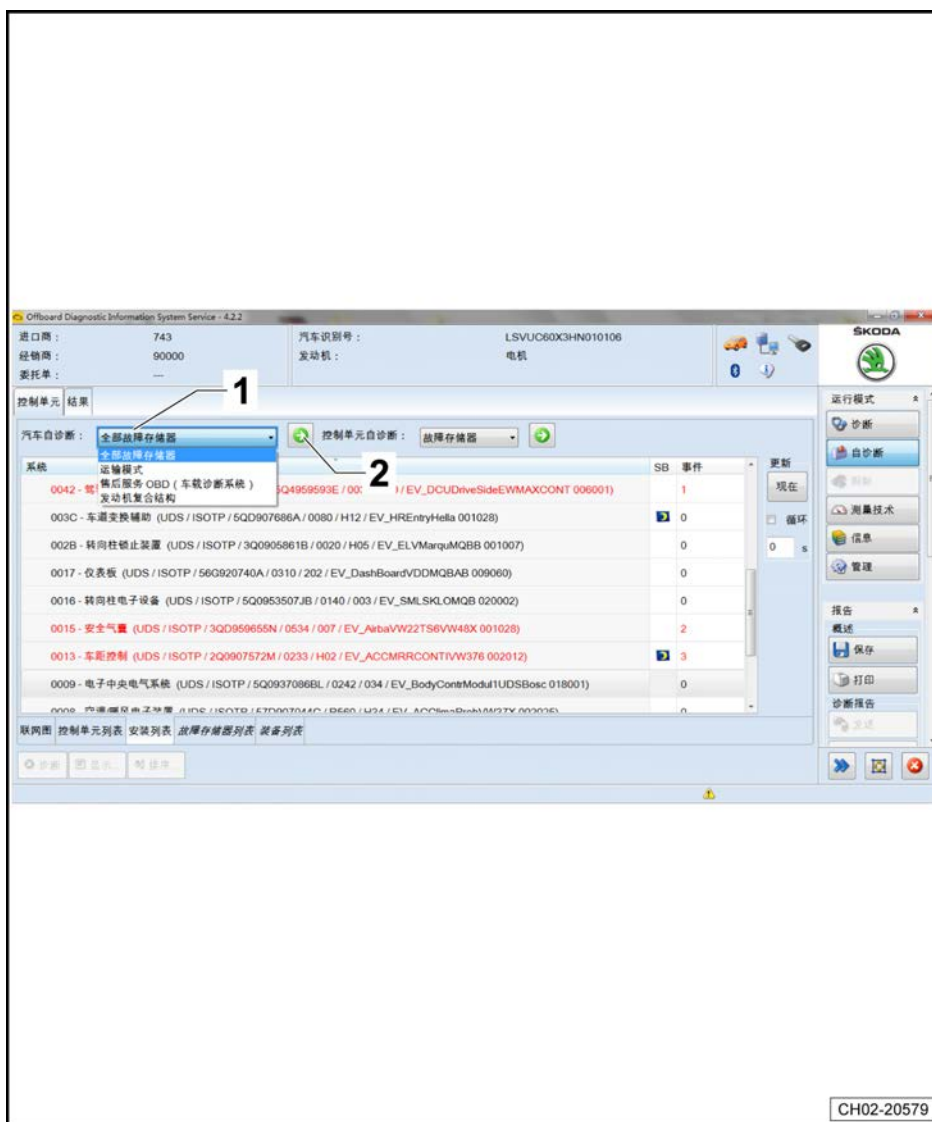 Offboard Diagnostic Information System Service - 4.2.2
进口商： 743 汽车识别号： LSVUC60X3HN010106
经销商： 90000 发动机： 电机
委托单： ---
ŠKODA
1
控制单元 结果
汽车自诊断： 全部故障存储器 控制单元自诊断： 故障存储器
2
全部故障存储器
运输模式
售后服务 OBD（车载诊断系统）
发动机复合结构
系统 SB 事件
0042 - 驾 5Q4959593E / 00 / EV_DCUDriveSideEWMAXCONT 006001) 1
003C - 车道变换辅助 (UDS / ISOTP / 5QD907686A / 0080 / H12 / EV_HREntryHella 001028) 0
002B - 转向柱锁止装置 (UDS / ISOTP / 3Q0905861B / 0020 / H05 / EV_ELVMarquMQBB 001007) 0
0017 - 仪表板 (UDS / ISOTP / 56G920740A / 0310 / 202 / EV_DashBoardVDDMQBAB 009060) 0
0016 - 转向柱电子设备 (UDS / ISOTP / 5Q0953507JB / 0140 / 003 / EV_SMLSKLOMQB 020002) 0
0015 - 安全气囊 (UDS / ISOTP / 3QD959655N / 0534 / 007 / EV_AirbaVW22TS6VW48X 001028) 2
0013 - 车距控制 (UDS / ISOTP / 2Q0907572M / 0233 / H02 / EV_ACCMRRCONTIVW376 002012) 3
0009 - 电子中央电气系统 (UDS / ISOTP / 5Q0937086BL / 0242 / 034 / EV_BodyContrModul1UDSBosc 018001) 0
更新
现在
循环
0 s
联网图 控制单元列表 安装列表 故障存储器列表 装备列表
诊断 显示... 排序...
运行模式
诊断
自诊断
测量技术
信息
管理
报告
概述
保存
打印
诊断报告
发送
CH02-20579